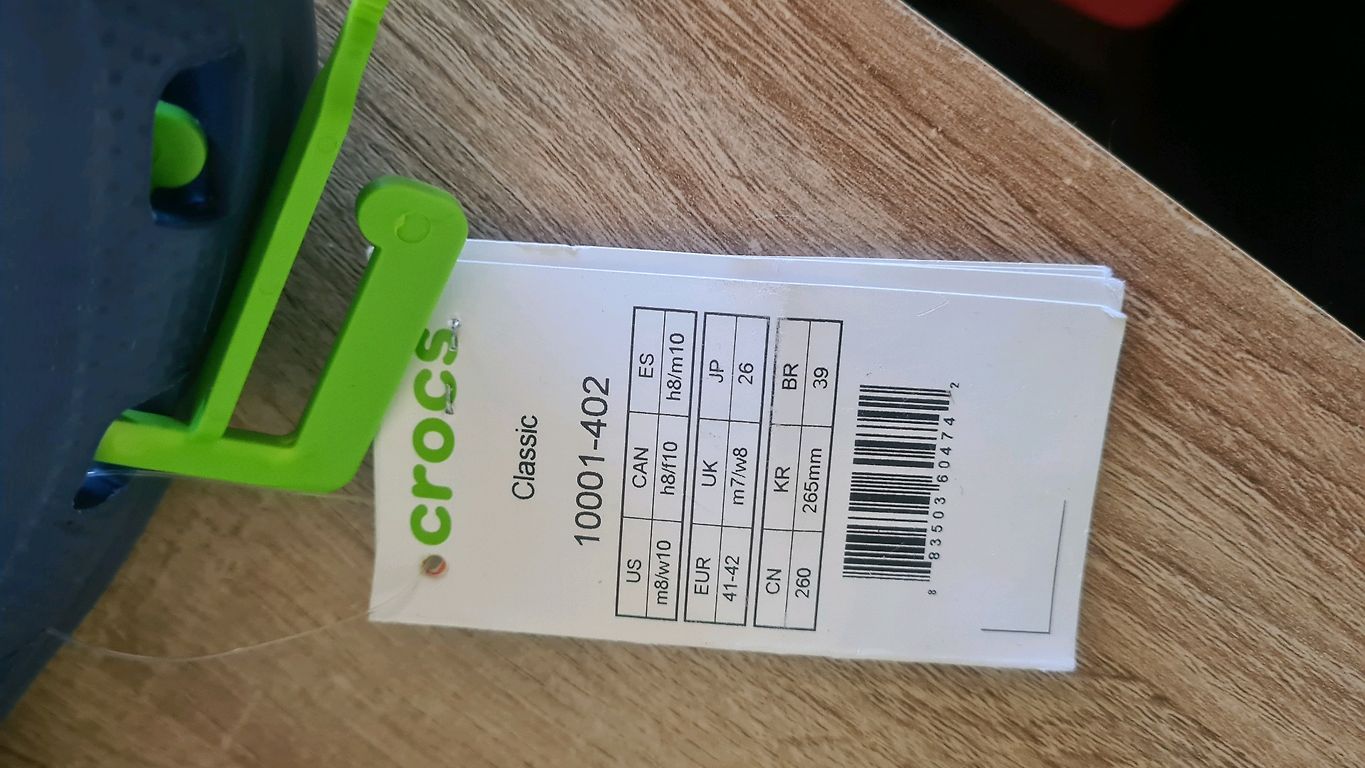 crocs
Classic
10001-402
US CAN ES
m8/w10 h8/f10 h8/m10
EUR UK JP
41-42 m7/w8 26
CN KR BR
260 265mm 39
8 83503 60474 2